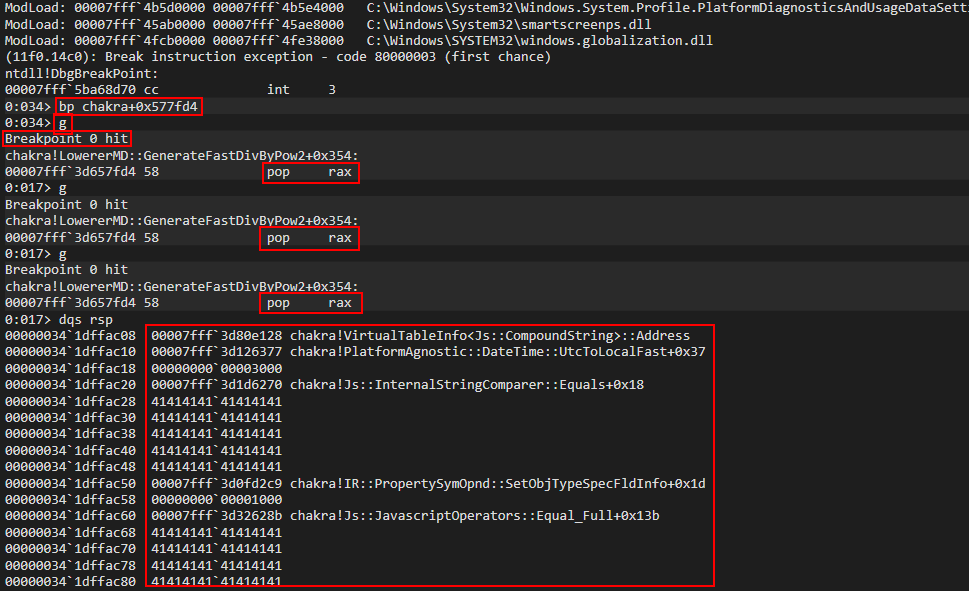 ModLoad: 00007fff`4b5d0000 00007fff`4b5e4000   C:\Windows\System32\Windows.System.Profile.PlatformDiagnosticsAndUsageDataSetti
ModLoad: 00007fff`45ab0000 00007fff`45ae8000   C:\Windows\System32\smartscreenps.dll
ModLoad: 00007fff`4fcb0000 00007fff`4fe38000   C:\Windows\SYSTEM32\windows.globalization.dll
(11f0.14c0): Break instruction exception - code 80000003 (first chance)
ntdll!DbgBreakPoint:
00007fff`5ba68d70 cc              int     3
0:034> bp chakra+0x577fd4
0:034> g
Breakpoint 0 hit
chakra!LowererMD::GenerateFastDivByPow2+0x354:
00007fff`3d657fd4 58              pop     rax
0:017> g
Breakpoint 0 hit
chakra!LowererMD::GenerateFastDivByPow2+0x354:
00007fff`3d657fd4 58              pop     rax
0:017> g
Breakpoint 0 hit
chakra!LowererMD::GenerateFastDivByPow2+0x354:
00007fff`3d657fd4 58              pop     rax
0:017> dqs rsp
00000034`1dffac08  00007fff`3d80e128 chakra!VirtualTableInfo<Js::CompoundString>::Address
00000034`1dffac10  00007fff`3d126377 chakra!PlatformAgnostic::DateTime::UtcToLocalFast+0x37
00000034`1dffac18  00000000`00003000
00000034`1dffac20  00007fff`3d1d6270 chakra!Js::InternalStringComparer::Equals+0x18
00000034`1dffac28  41414141`41414141
00000034`1dffac30  41414141`41414141
00000034`1dffac38  41414141`41414141
00000034`1dffac40  41414141`41414141
00000034`1dffac48  41414141`41414141
00000034`1dffac50  00007fff`3d0fd2c9 chakra!IR::PropertySymOpnd::SetObjTypeSpecFldInfo+0x1d
00000034`1dffac58  00000000`00001000
00000034`1dffac60  00007fff`3d32628b chakra!Js::JavascriptOperators::Equal_Full+0x13b
00000034`1dffac68  41414141`41414141
00000034`1dffac70  41414141`41414141
00000034`1dffac78  41414141`41414141
00000034`1dffac80  41414141`41414141